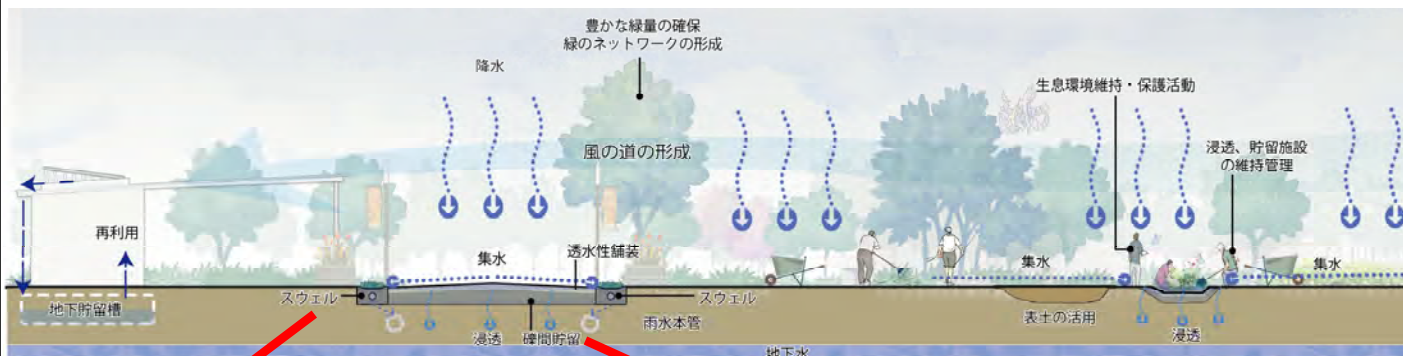 豊かな緑量の確保
緑のネットワークの形成
降水
生息環境維持・保護活動
風の道の形成
浸透、貯留施設
の維持管理
再利用
集水
透水性舗装
集水
集水
地下貯留槽
スウェル
スウェル
雨水本管
表土の活用
浸透
礫間貯留
浸透
地下水